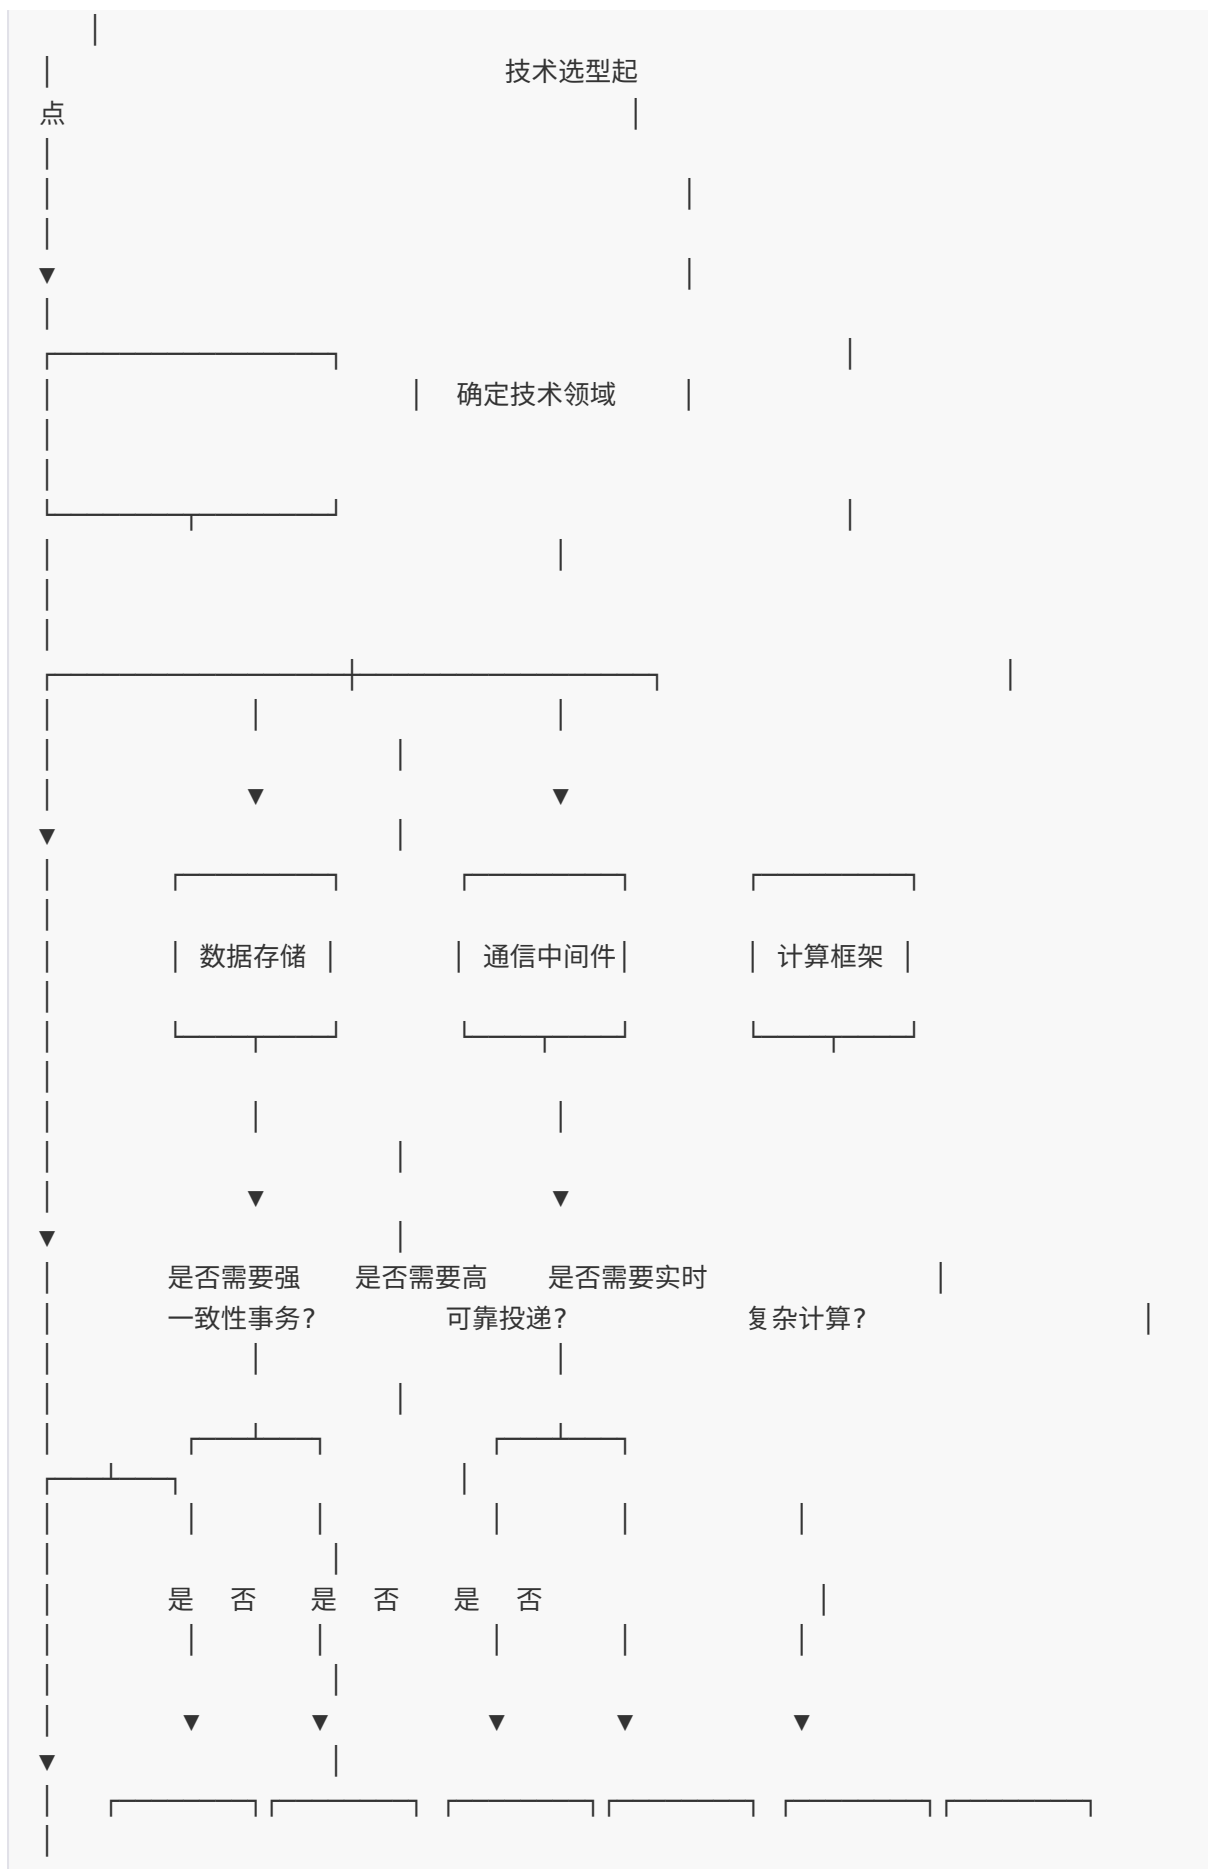 技术选型起
点
确定技术领域
数据存储 通信中间件 计算框架
是否需要强 是否需要高 是否需要实时
一致性事务? 可靠投递? 复杂计算?
是 否 是 否 是 否